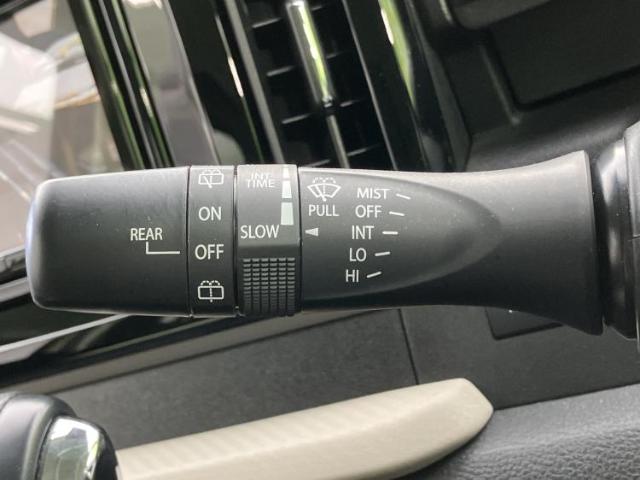 REAR
ON
OFF
INT
TIME
SLOW
PULL
MIST
OFF
INT
LO
HI